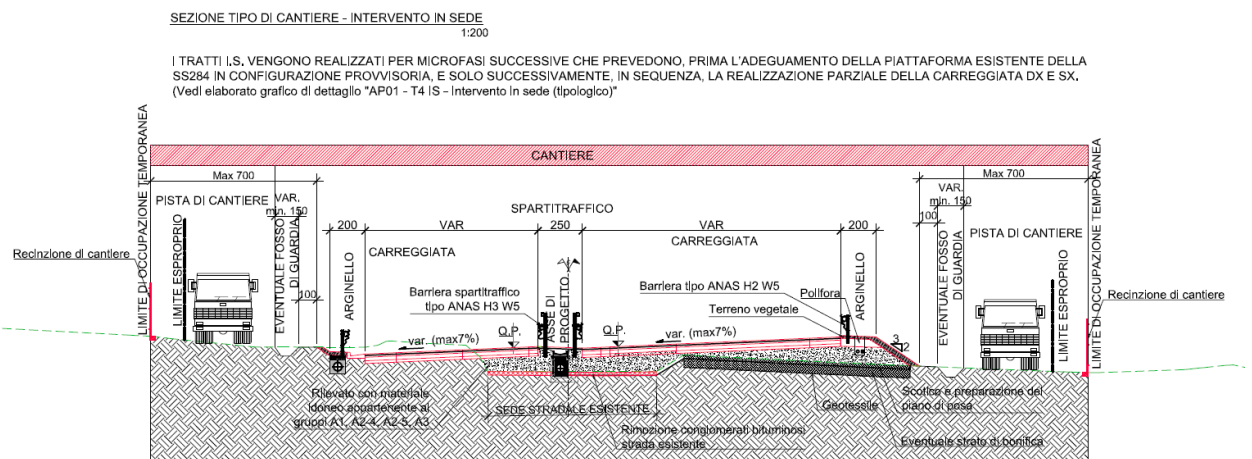 SEZIONE TIPO DI CANTIERE - INTERVENTO IN SEDE
1:200
I TRATTI I.S. VENGONO REALIZZATI PER MICROFASI SUCCESSIVE CHE PREVEDONO, PRIMA L'ADEGUAMENTO DELLA PIATTAFORMA ESISTENTE DELLA
SS284 IN CONFIGURAZIONE PROVVISORIA, E SOLO SUCCESSIVAMENTE, IN SEQUENZA, LA REALIZZAZIONE PARZIALE DELLA CARREGGIATA DX E SX.
(Vedi elaborato grafico di dettaglio "AP01 - T4 IS - Intervento in sede (tipologico)"
LIMITE DI OCCUPAZIONE TEMPORANEA
CANTIERE
LIMITE DI OCCUPAZIONE TEMPORANEA
Max 700
Max 700
PISTA DI CANTIERE
VAR.
min. 150
SPARTITRAFFICO
VAR.
min. 150
100
200
VAR
250
VAR
200
PISTA DI CANTIERE
CARREGGIATA
CARREGGIATA
Recinzione di cantiere
LIMITE ESPROPRIO
EVENTUALE FOSSO
DI GUARDIA
100
ARGINELLO
Barriera spartitraffico
tipo ANAS H3 W5
ASSE DI
PROGETTO
Barriera tipo ANAS H2 W5
Polifora
Terreno vegetale
ARGINELLO
EVENTUALE FOSSO
DI GUARDIA
LIMITE ESPROPRIO
Recinzione di cantiere
var. (max7%)
Q.P.
Q.P.
var. (max7%)
3
2
Rilevato con materiale
idoneo appartenente ai
gruppi A1, A2-4, A2-5, A3
SEDE STRADALE ESISTENTE
Rimozione conglomerati bituminosi
strada esistente
Geotessile
Scotico e preparazione del
piano di posa
Eventuale strato di bonifica